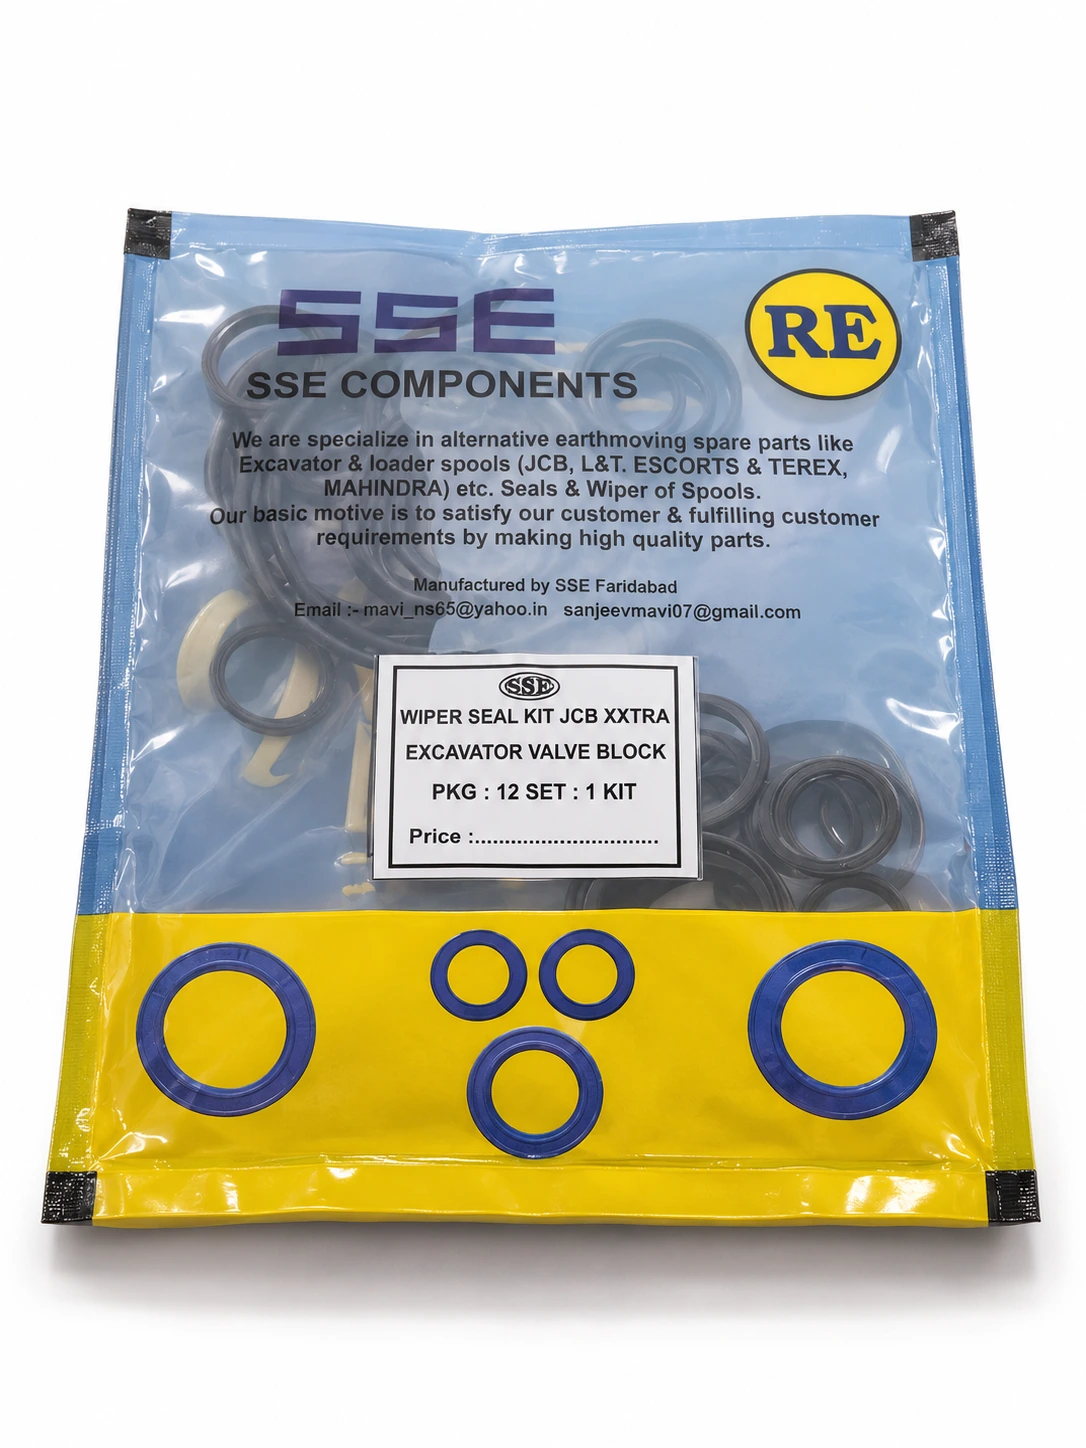 SSE
RE
SSE COMPONENTS
We are specialize in alternative earthmoving spare parts like
Excavator & loader spools (JCB, L&T. ESCORTS & TEREX,
MAHINDRA) etc. Seals & Wiper of Spools.
Our basic motive is to satisfy our customer & fulfilling customer
requirements by making high quality parts.
Manufactured by SSE Faridabad
Email :- mavi_ns65@yahoo.in sanjeevmavi07@gmail.com
SSE
WIPER SEAL KIT JCB XXTRA
EXCAVATOR VALVE BLOCK
PKG : 12 SET : 1 KIT
Price :...............................